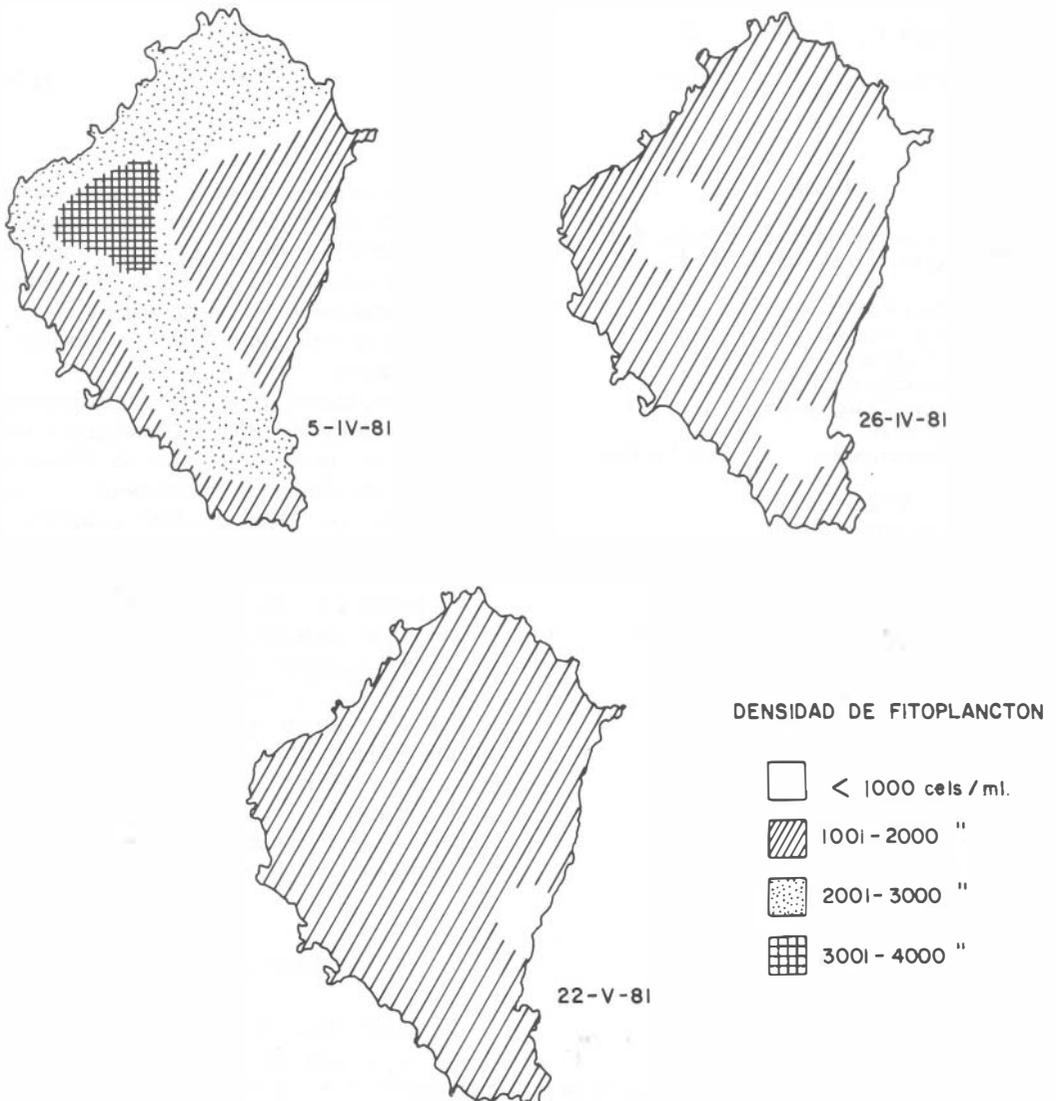 5-IV-81
26-IV-81
22-V-81
DENSIDAD DE FITOPLANCTON
< 1000 cels/ml.
1001-2000 "
2001-3000 "
3001-4000 "